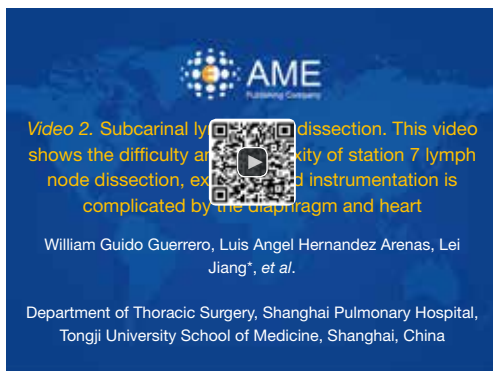 AME
Publishing Company
Video 2. Subcarinal ly dissection. This video
shows the difficulty an xity of station 7 lymph
node dissection, ex d instrumentation is
complicated by the diaphragm and heart
William Guido Guerrero, Luis Angel Hernandez Arenas, Lei
Jiang*, et al.
Department of Thoracic Surgery, Shanghai Pulmonary Hospital,
Tongji University School of Medicine, Shanghai, China